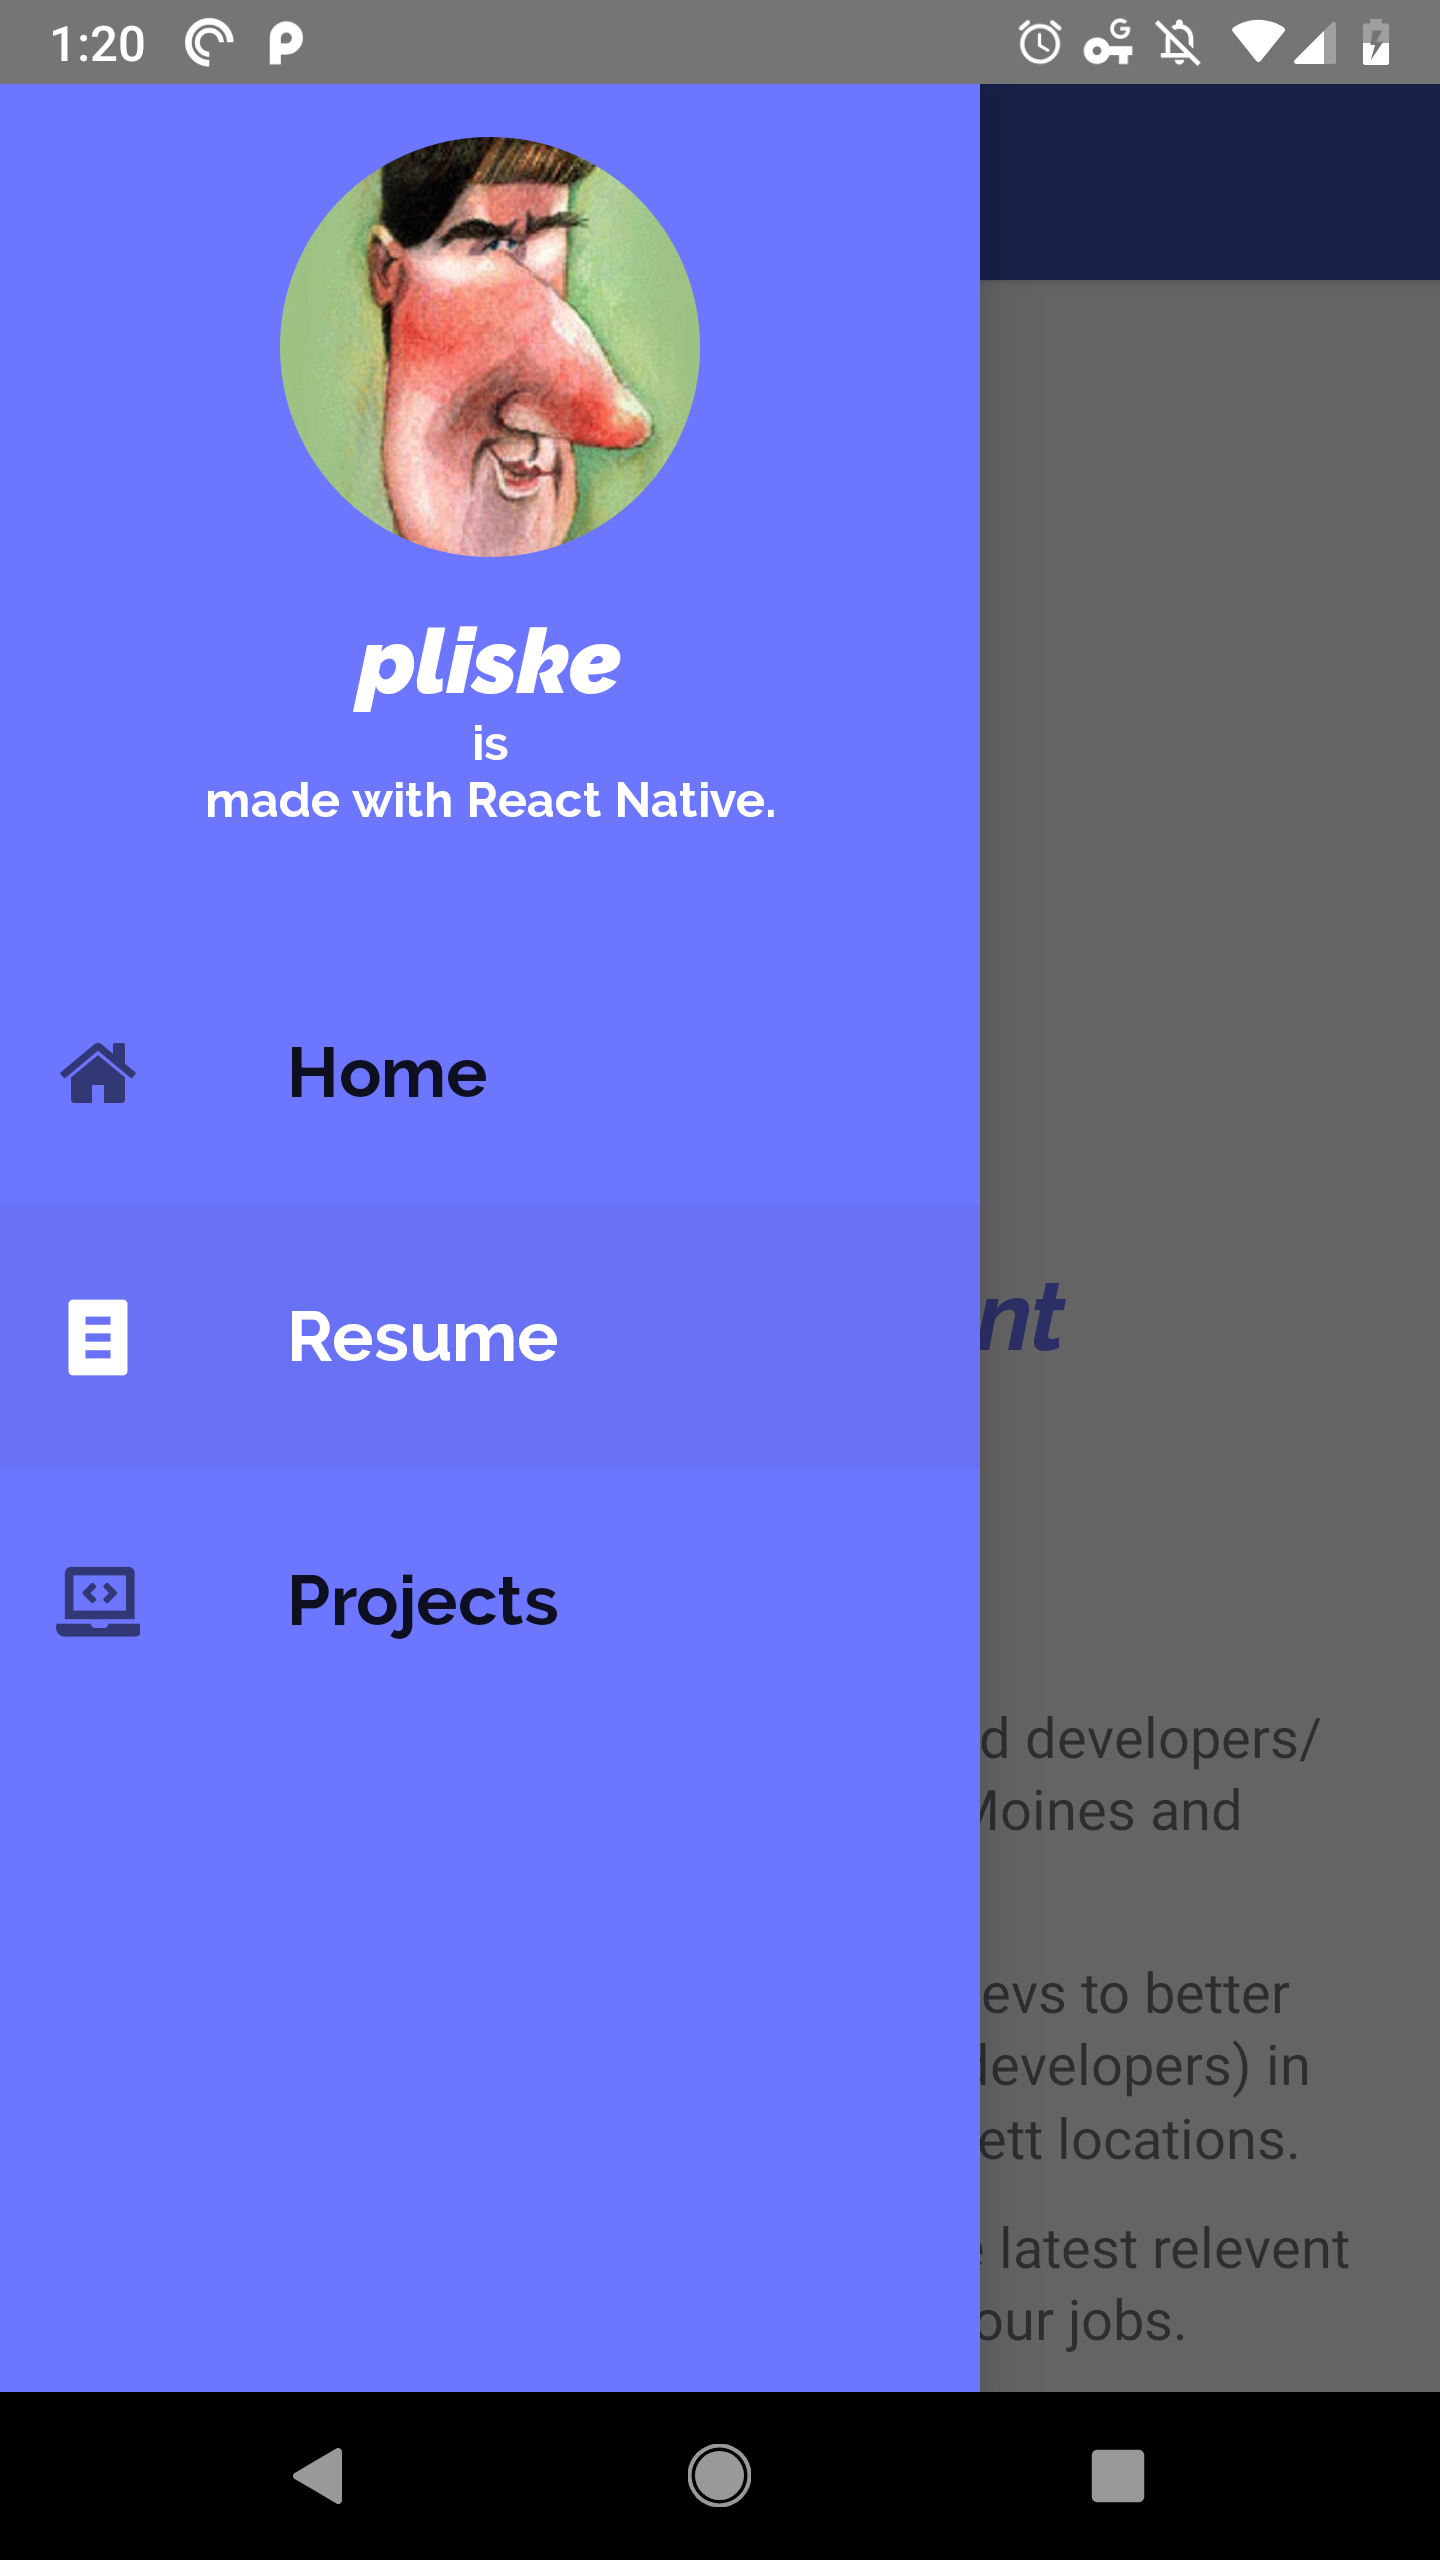 1:20
pliske
is
made with React Native.
Home
Resume
nt
Projects
d developers/
Moines and
evs to better
developers) in
ett locations.
e latest relevent
our jobs.